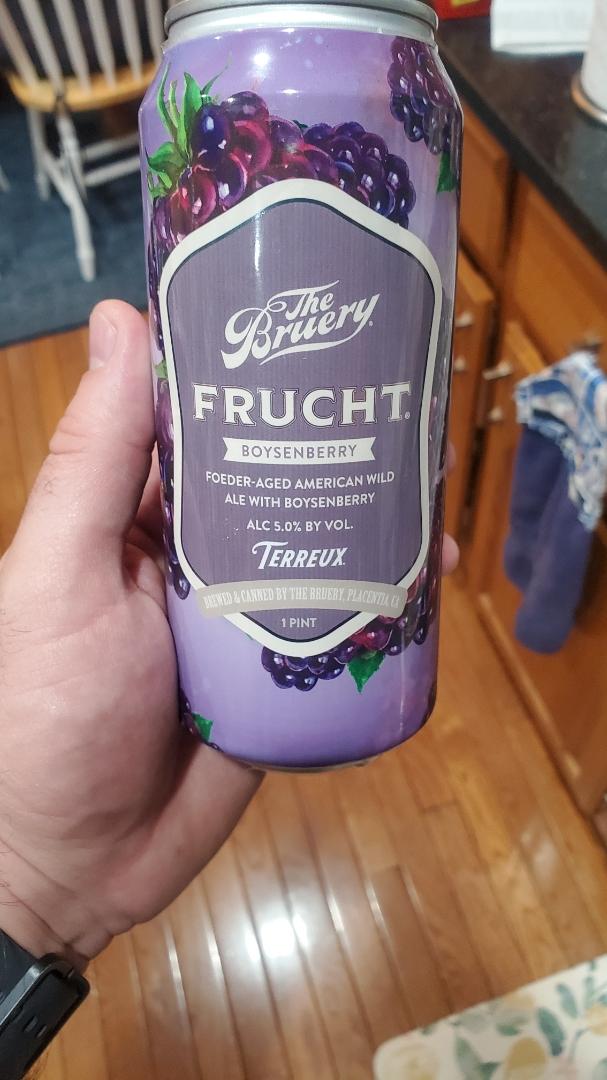 The
Bruery®
FRUCHT®
BOYSENBERRY
FOEDER-AGED AMERICAN WILD
ALE WITH BOYSENBERRY
ALC 5.0% BY VOL.
TERREUX
BREWED & CANNED BY THE BRUERY, PLACENTIA, CA
1 PINT